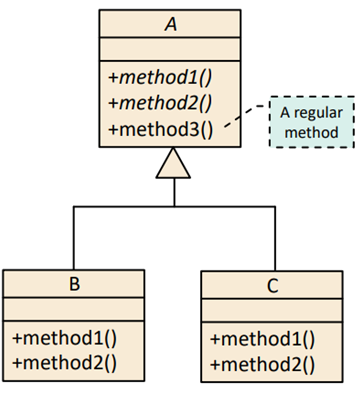 A
+method1()
+method2()
+method3()
A regular
method
B
+method1()
+method2()
C
+method1()
+method2()